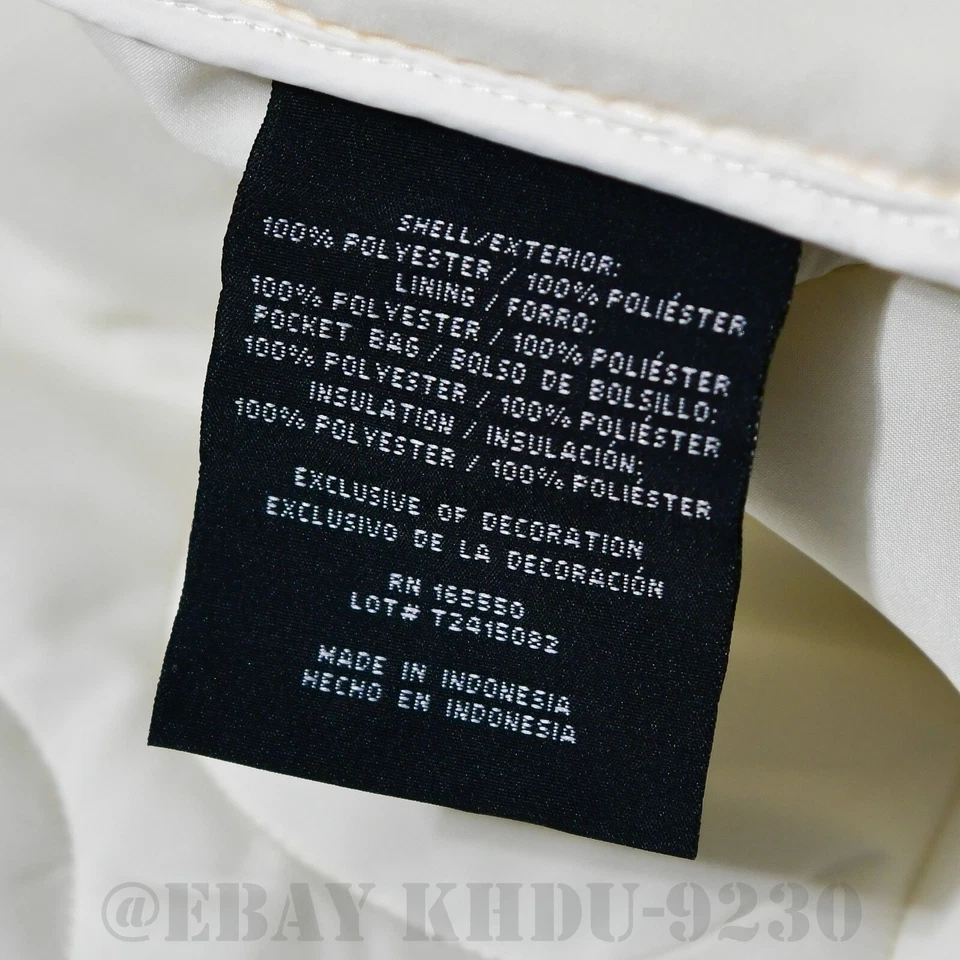 SHELL/EXTERIOR:
100% POLYESTER / 100% POLIÉSTER
LINING / FORRO:
100% POLYESTER / 100% POLIÉSTER
POCKET BAG / BOLSO DE BOLSILLO:
100% POLYESTER / 100% POLIÉSTER
INSULATION / INSULACIÓN:
100% POLYESTER / 100% POLIÉSTER
EXCLUSIVE OF DECORATION
EXCLUSIVO DE LA DECORACIÓN
RN 165550
LOT# T2415082
MADE IN INDONESIA
HECHO EN INDONESIA
@EBAY KHDU-9230